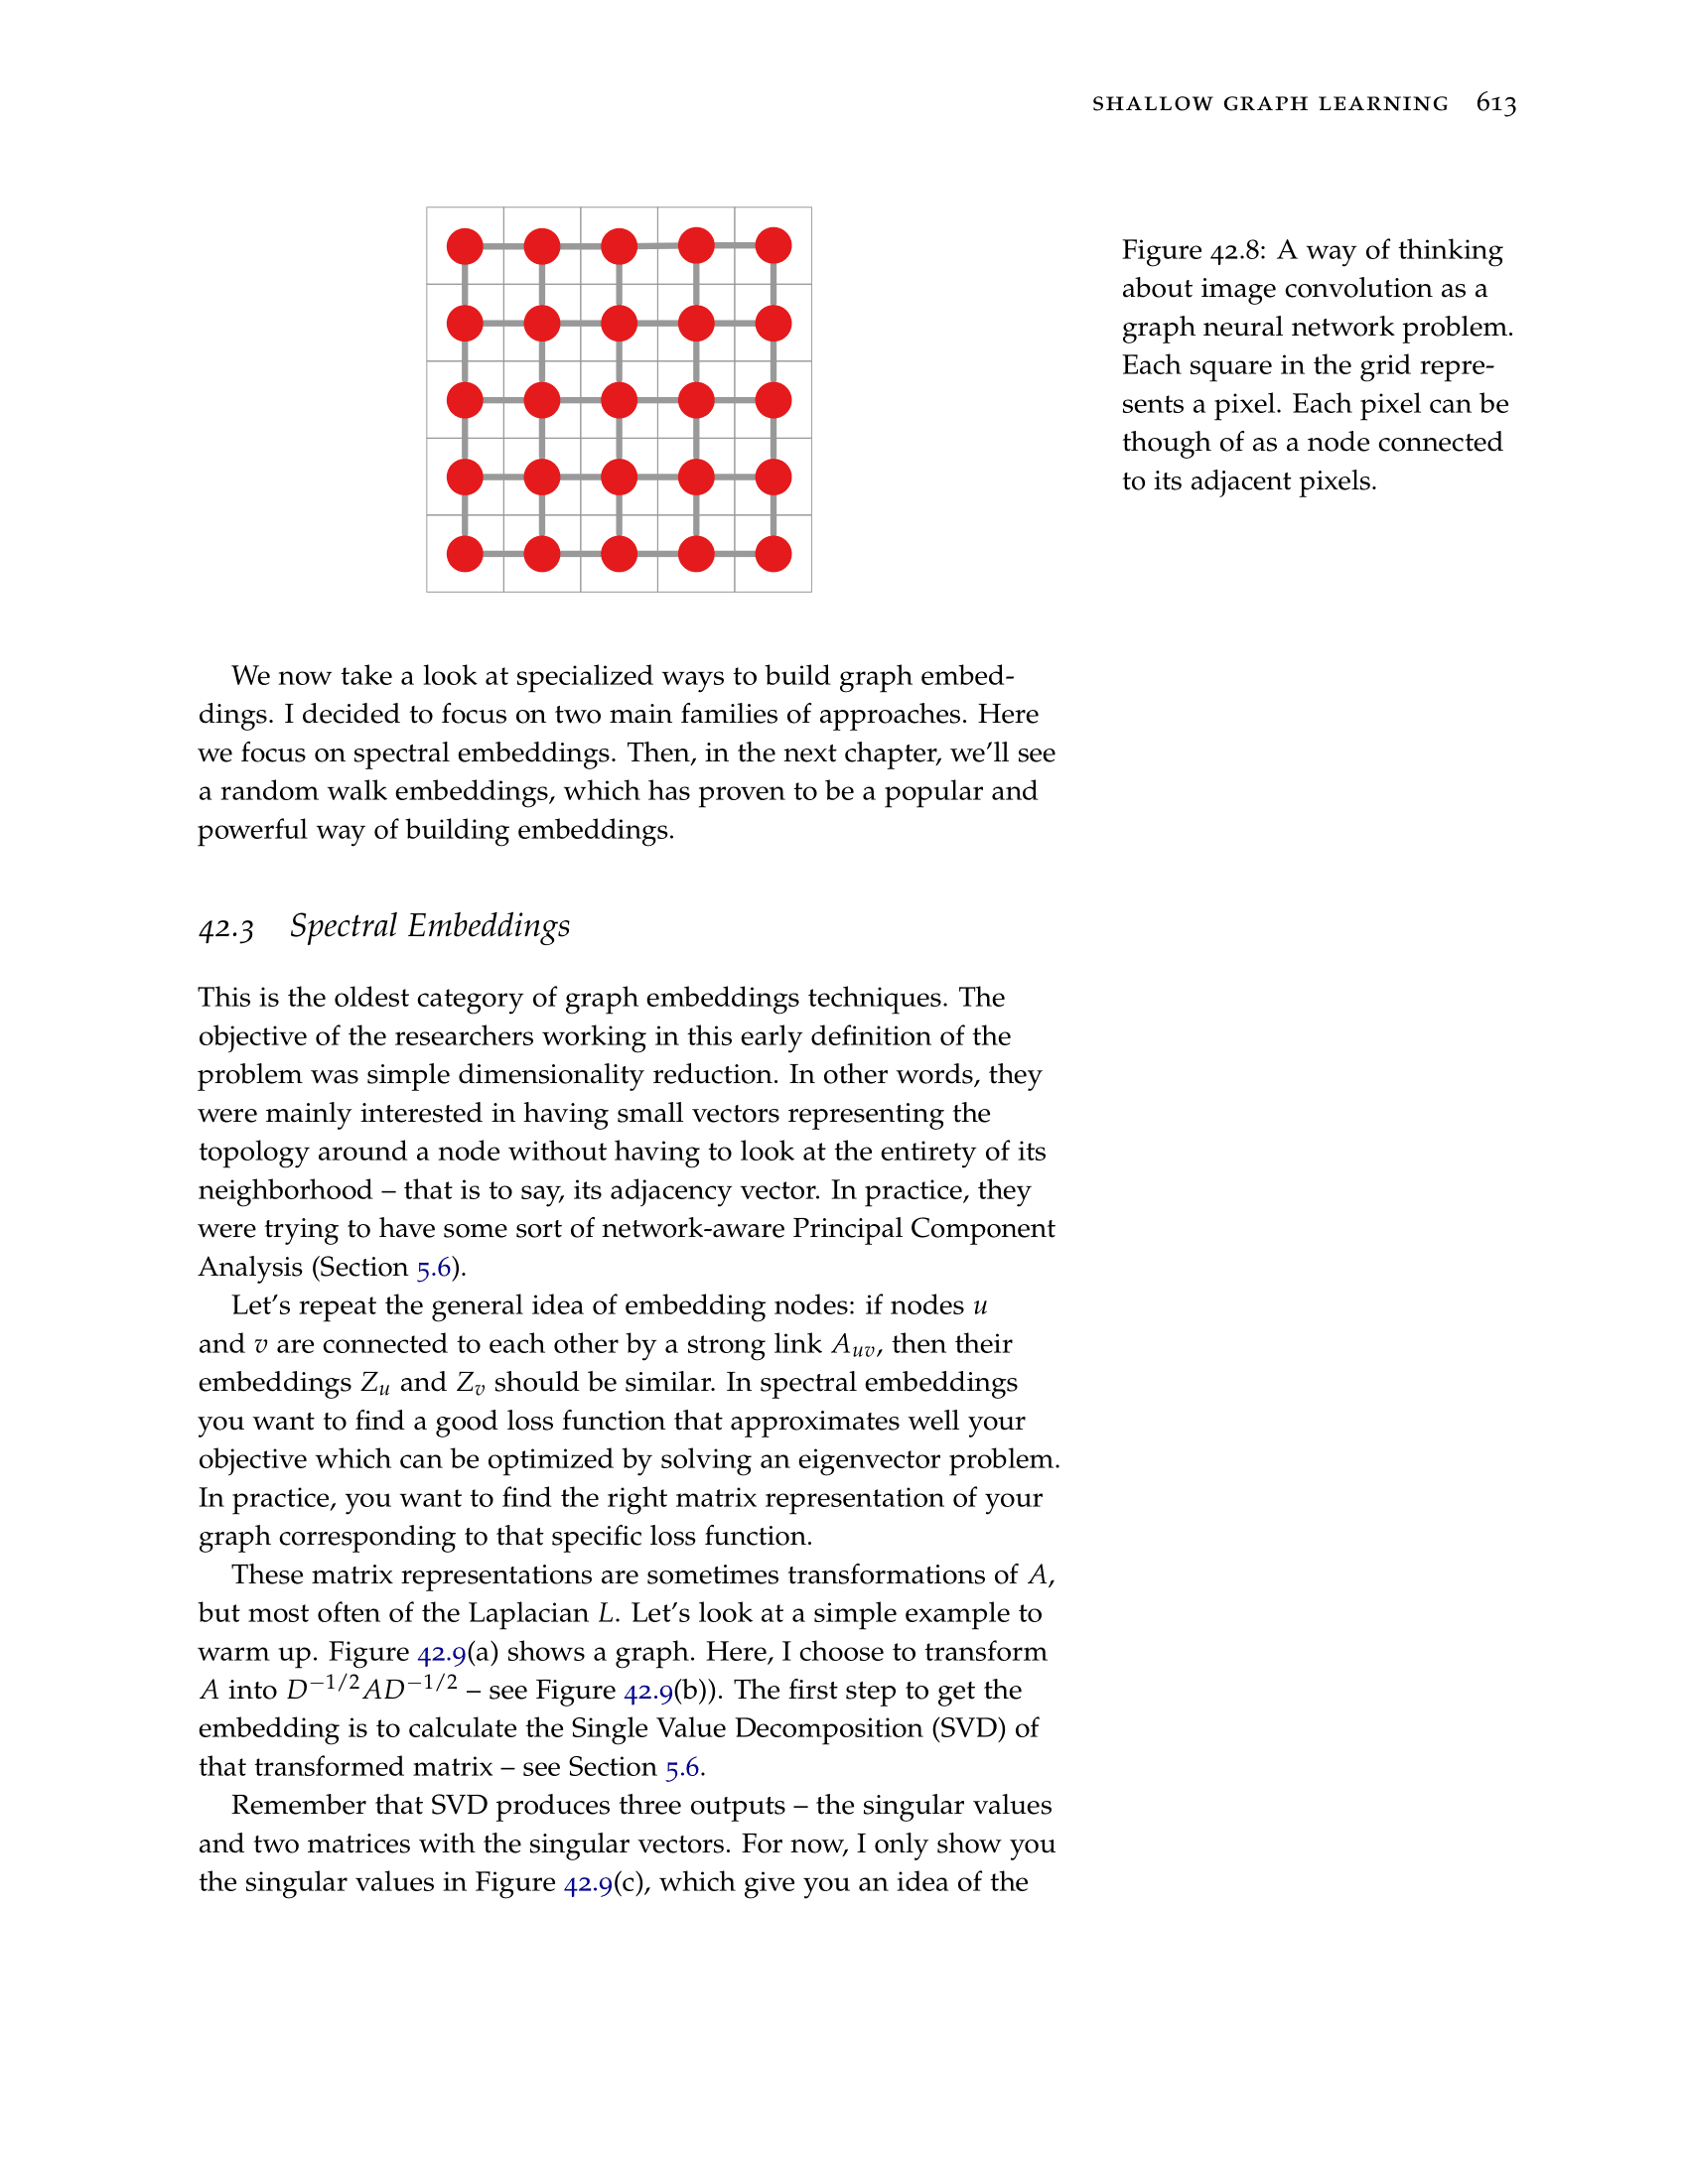 SHALLOW GRAPH LEARNING 613
Figure 42.8: A way of thinking
about image convolution as a
graph neural network problem.
Each square in the grid repre-
sents a pixel. Each pixel can be
though of as a node connected
to its adjacent pixels.
We now take a look at specialized ways to build graph embed-
dings. I decided to focus on two main families of approaches. Here
we focus on spectral embeddings. Then, in the next chapter, we'll see
a random walk embeddings, which has proven to be a popular and
powerful way of building embeddings.
42.3 Spectral Embeddings
This is the oldest category of graph embeddings techniques. The
objective of the researchers working in this early definition of the
problem was simple dimensionality reduction. In other words, they
were mainly interested in having small vectors representing the
topology around a node without having to look at the entirety of its
neighborhood – that is to say, its adjacency vector. In practice, they
were trying to have some sort of network-aware Principal Component
Analysis (Section 5.6).
Let's repeat the general idea of embedding nodes: if nodes u
and v are connected to each other by a strong link A_{uv}, then their
embeddings Z_u and Z_v should be similar. In spectral embeddings
you want to find a good loss function that approximates well your
objective which can be optimized by solving an eigenvector problem.
In practice, you want to find the right matrix representation of your
graph corresponding to that specific loss function.
These matrix representations are sometimes transformations of A,
but most often of the Laplacian L. Let's look at a simple example to
warm up. Figure 42.9(a) shows a graph. Here, I choose to transform
A into D^{−1/2}AD^{−1/2} – see Figure 42.9(b)). The first step to get the
embedding is to calculate the Single Value Decomposition (SVD) of
that transformed matrix – see Section 5.6.
Remember that SVD produces three outputs – the singular values
and two matrices with the singular vectors. For now, I only show you
the singular values in Figure 42.9(c), which give you an idea of the